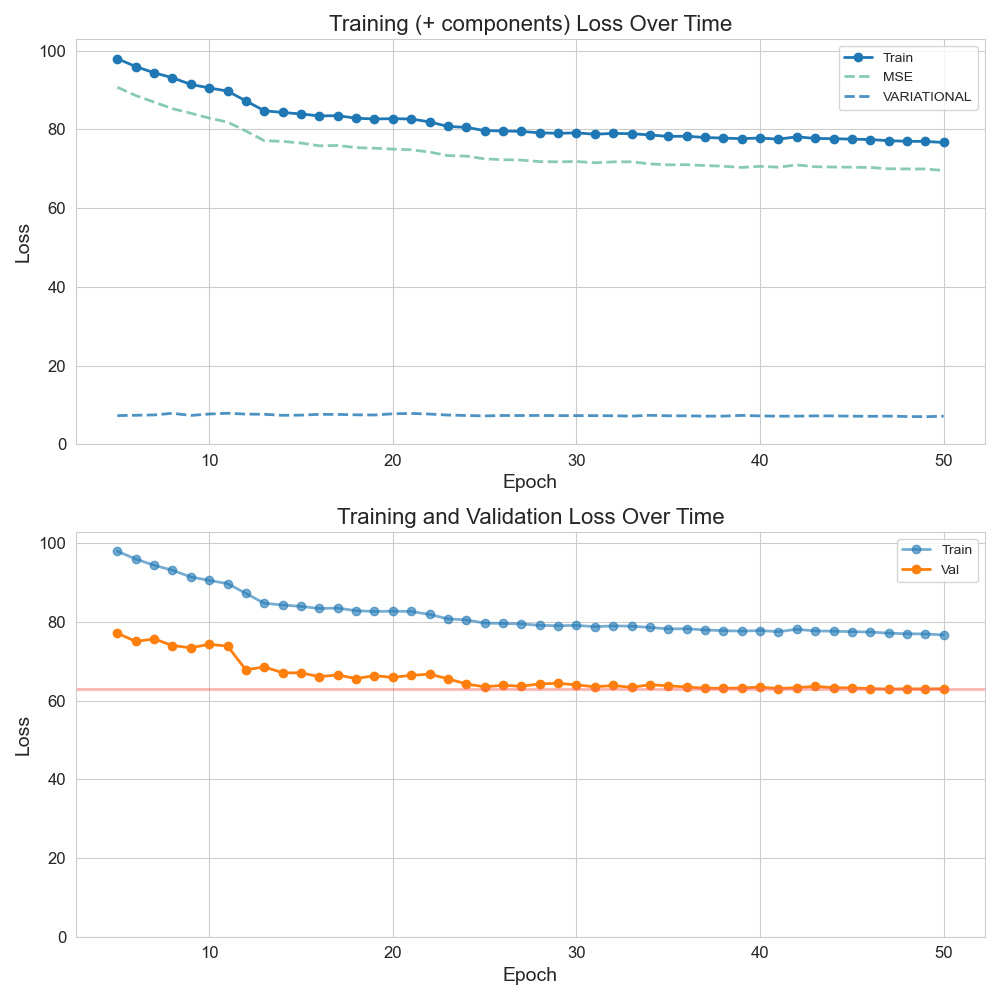 Training (+ components) Loss Over Time
100
80
60
40
20
0
Loss
Train
MSE
VARIATIONAL
10 20 30 40 50
Epoch
Training and Validation Loss Over Time
100
80
60
40
20
0
Loss
Train
Val
10 20 30 40 50
Epoch